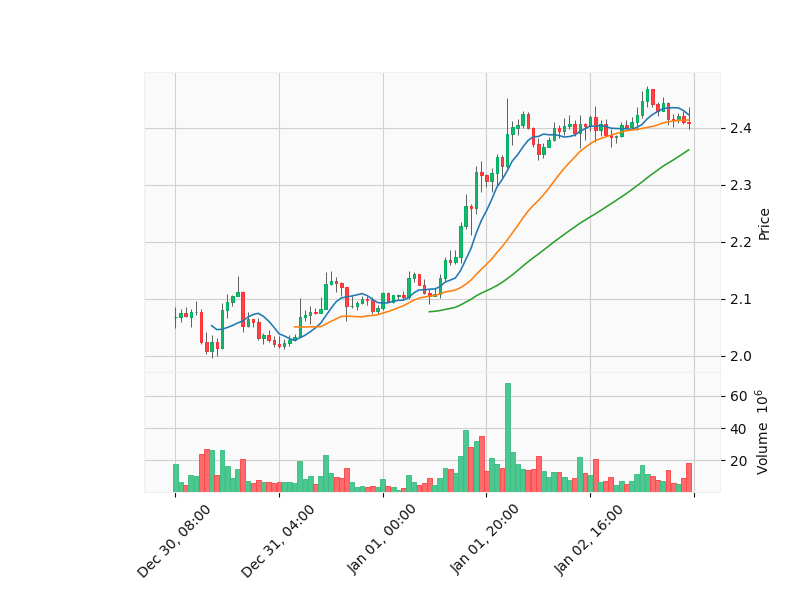 2.4
2.3
2.2
2.1
2.0
Price
60
40
20
Volume 10^6
Dec 30, 08:00
Dec 31, 04:00
Jan 01, 00:00
Jan 01, 20:00
Jan 02, 16:00